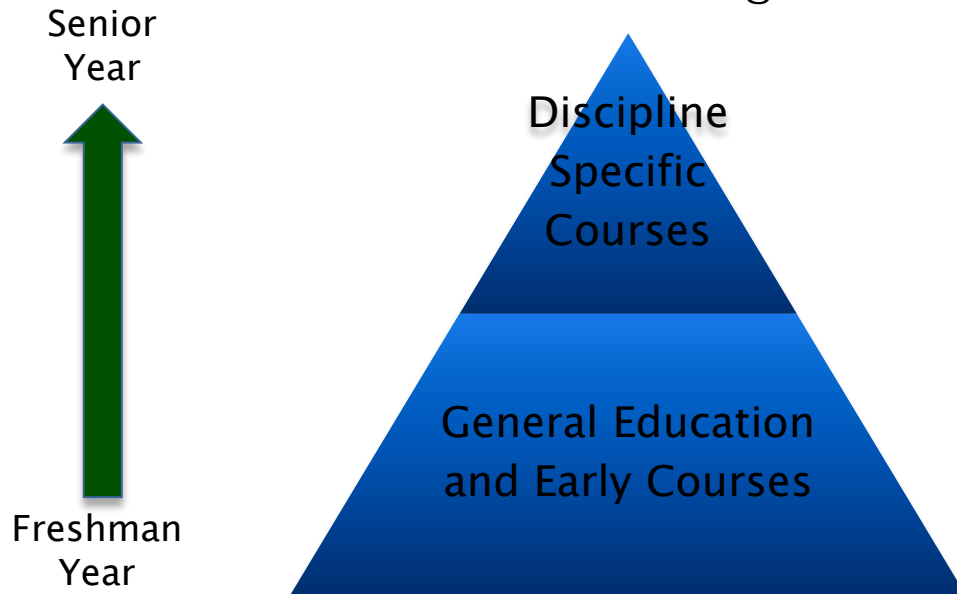 Senior
Year
Discipline
Specific
Courses
General Education
and Early Courses
Freshman
Year